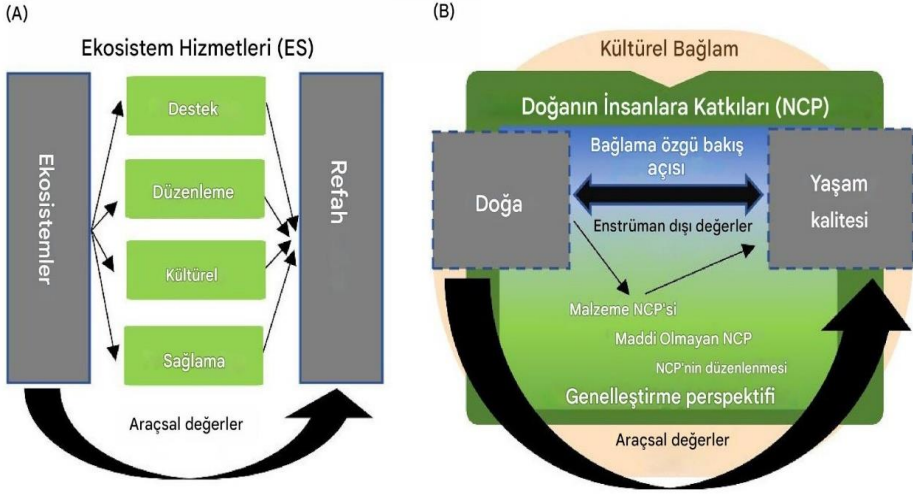 (A)
Ekosistem Hizmetleri (ES)
Ekosistemler
Destek
Düzenleme
Kültürel
Sağlama
Refah
Araçsal değerler
(B)
Kültürel Bağlam
Doğanın İnsanlara Katkıları (NCP)
Bağlama özgü bakış
açısı
Doğa
Yaşam
kalitesi
Enstrüman dışı değerler
Malzeme NCP'si
Maddi Olmayan NCP
NCP'nin düzenlenmesi
Genelleştirme perspektifi
Araçsal değerler